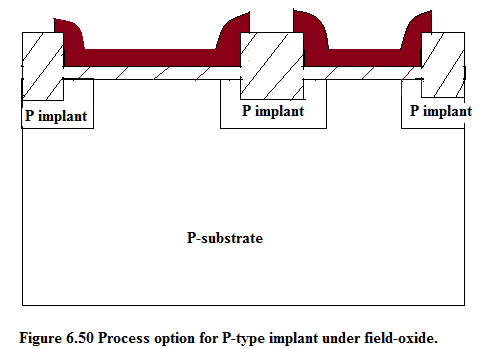 P implant
P implant
P implant
P-substrate
Figure 6.50 Process option for P-type implant under field-oxide.